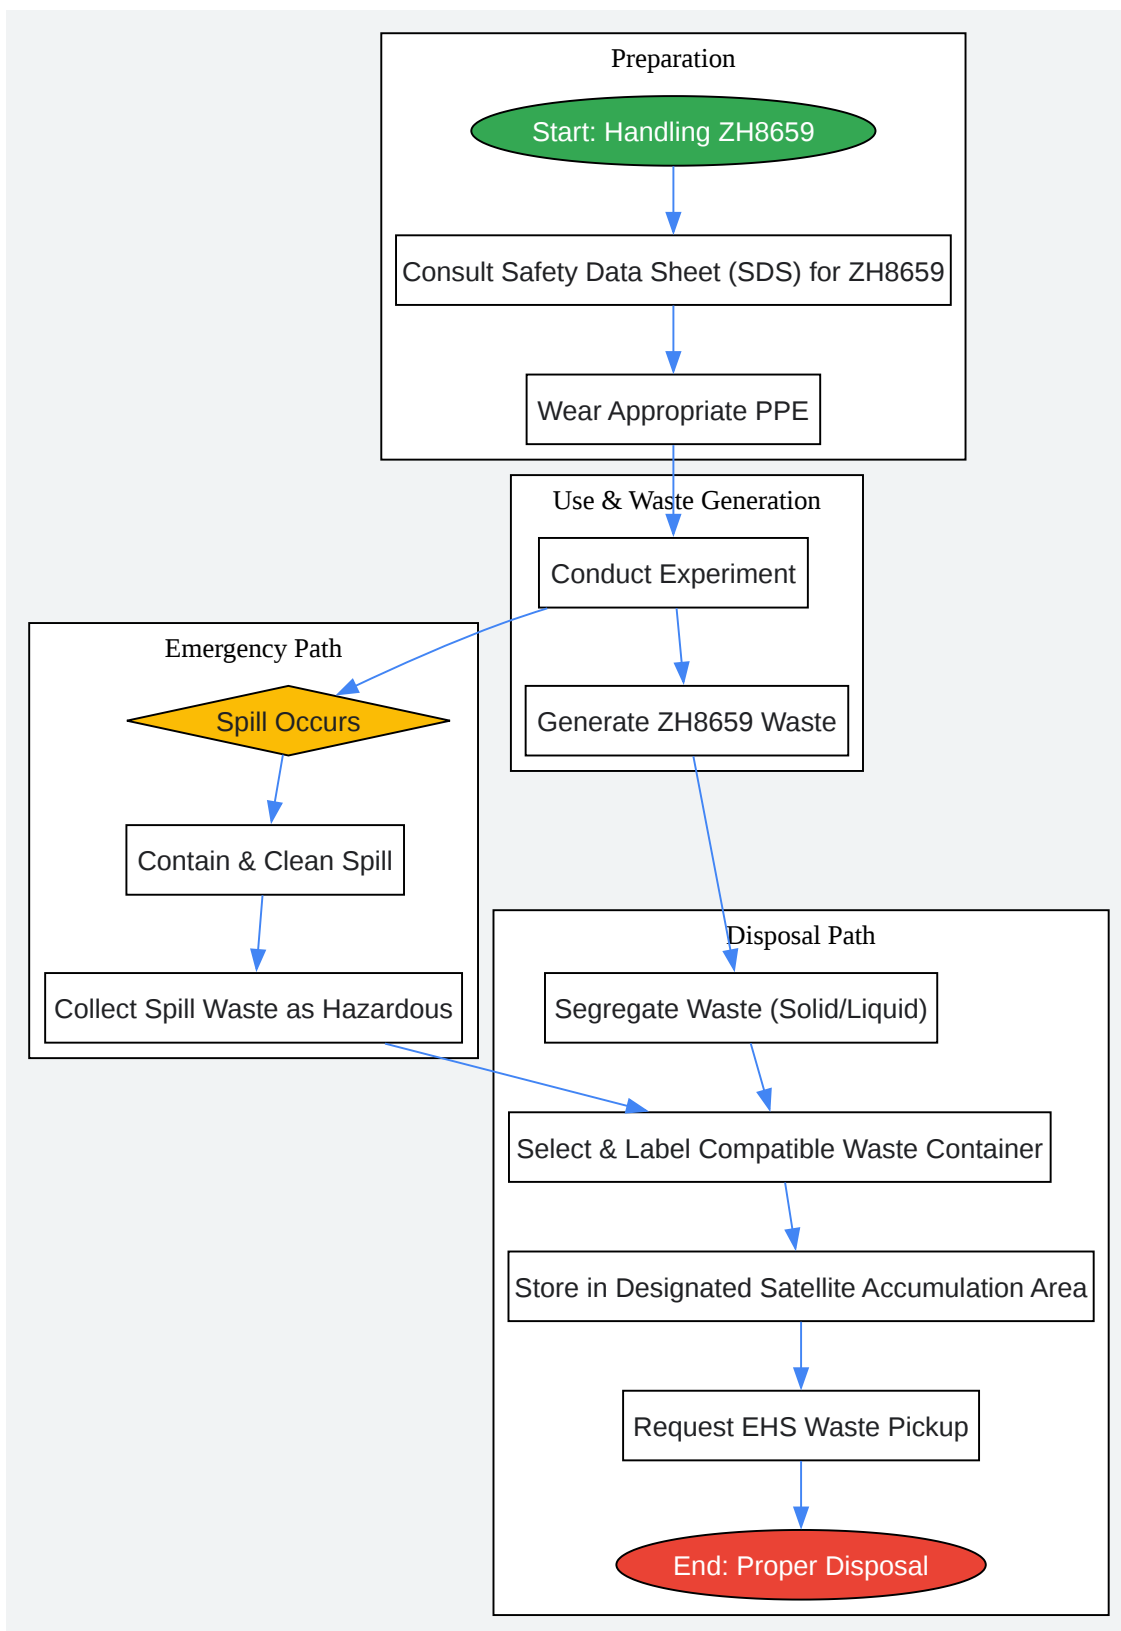 Preparation
Start: Handling ZH8659
Consult Safety Data Sheet (SDS) for ZH8659
Wear Appropriate PPE
Use & Waste Generation
Conduct Experiment
Generate ZH8659 Waste
Emergency Path
Spill Occurs
Contain & Clean Spill
Collect Spill Waste as Hazardous
Disposal Path
Segregate Waste (Solid/Liquid)
Select & Label Compatible Waste Container
Store in Designated Satellite Accumulation Area
Request EHS Waste Pickup
End: Proper Disposal